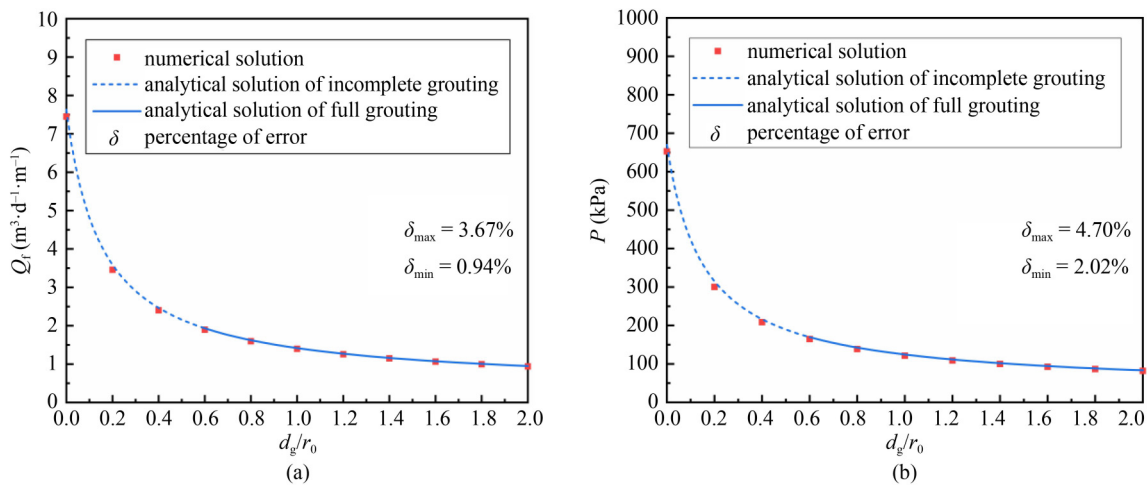 10
9
8
7
6
5
4
3
2
1
0
Q_f (m³·d⁻¹·m⁻¹)
numerical solution
analytical solution of incomplete grouting
analytical solution of full grouting
δ percentage of error
δ_max = 3.67%
δ_min = 0.94%
0.0 0.2 0.4 0.6 0.8 1.0 1.2 1.4 1.6 1.8 2.0
d_g/r_0
(a)
1000
900
800
700
600
500
400
300
200
100
0
P (kPa)
numerical solution
analytical solution of incomplete grouting
analytical solution of full grouting
δ percentage of error
δ_max = 4.70%
δ_min = 2.02%
0.0 0.2 0.4 0.6 0.8 1.0 1.2 1.4 1.6 1.8 2.0
d_g/r_0
(b)